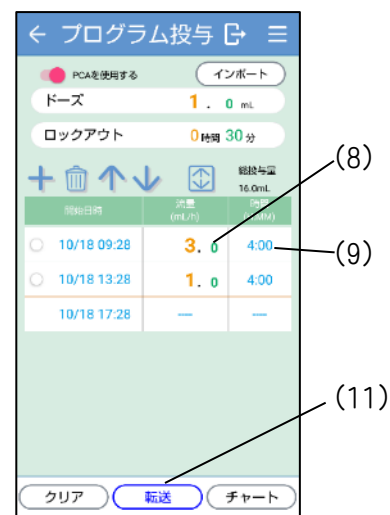 プログラム投与
PCAを使用する インポート
ドーズ 1.0 mL
ロックアウト 0時間 30分
総投与量
16.0mL
(8)
開始日時 流量 (mL/h) 時間 (H:MM)
10/18 09:28 3.0 4:00
(9)
10/18 13:28 1.0 4:00
10/18 17:28 ---- ----
(11)
クリア 転送 チャート